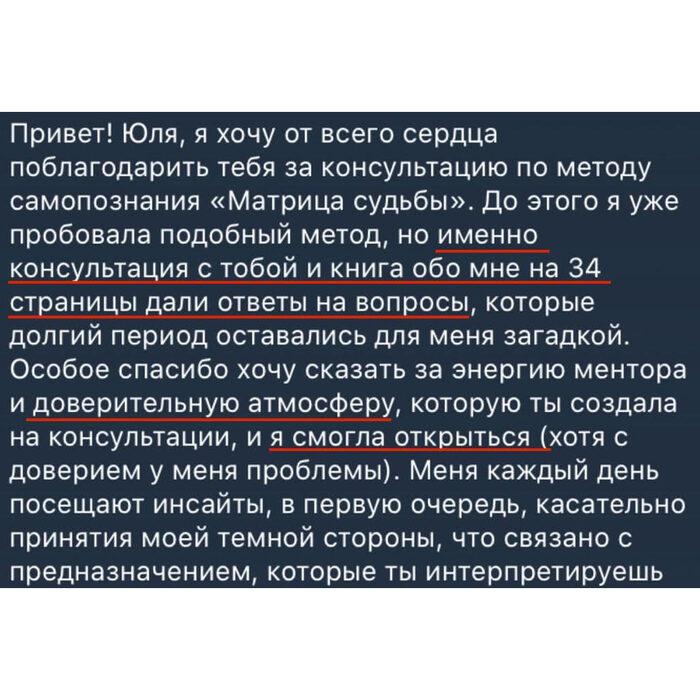 Привет! Юля, я хочу от всего сердца
поблагодарить тебя за консультацию по методу
самопознания «Матрица судьбы». До этого я уже
пробовала подобный метод, но именно
консультация с тобой и книга обо мне на 34
страницы дали ответы на вопросы, которые
долгий период оставались для меня загадкой.
Особое спасибо хочу сказать за энергию ментора
и доверительную атмосферу, которую ты создала
на консультации, и я смогла открыться (хотя с
доверием у меня проблемы). Меня каждый день
посещают инсайты, в первую очередь, касательно
принятия моей темной стороны, что связано с
предназначением, которые ты интерпретируешь